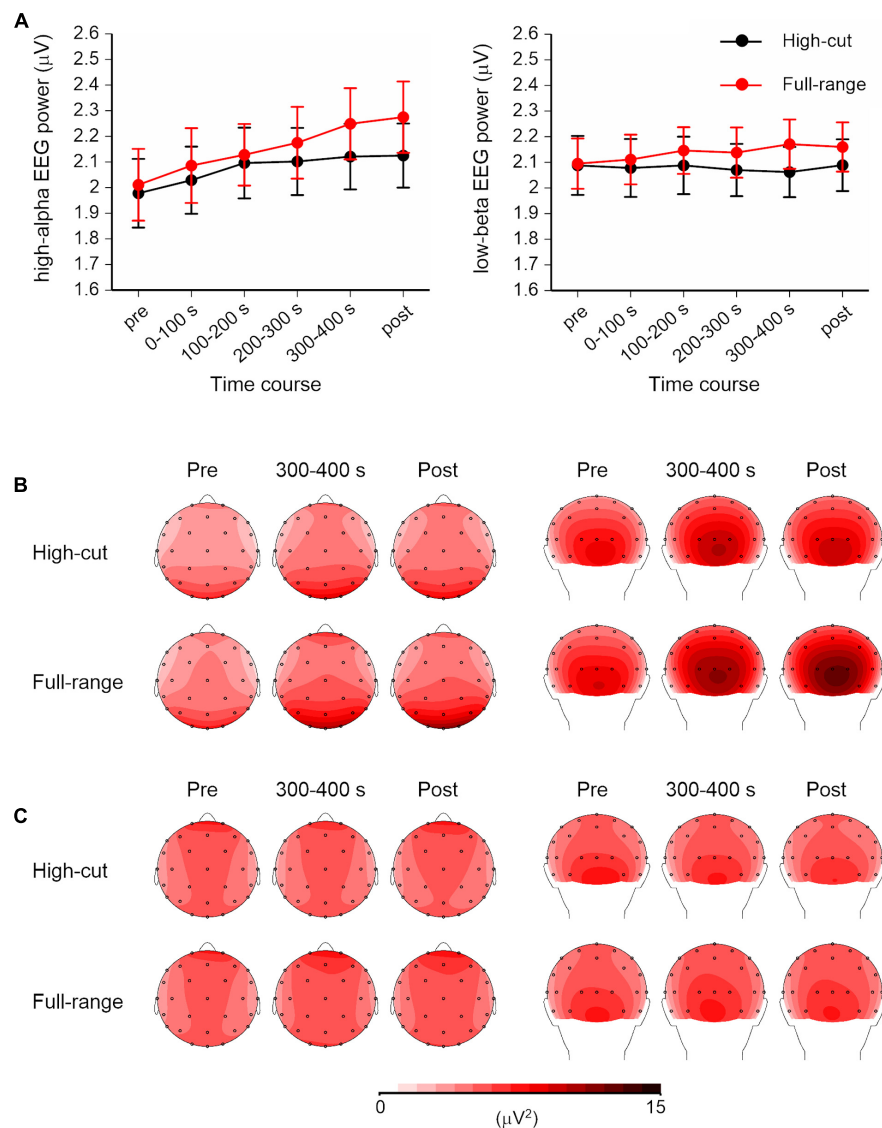 A
high-alpha EEG power (μV)
2.6
2.5
2.4
2.3
2.2
2.1
2
1.9
1.8
1.7
1.6
pre
0-100 s
100-200 s
200-300 s
300-400 s
post
Time course
low-beta EEG power (μV)
2.6
2.5
2.4
2.3
2.2
2.1
2
1.9
1.8
1.7
1.6
pre
0-100 s
100-200 s
200-300 s
300-400 s
post
Time course
High-cut
Full-range
B
Pre 300-400 s Post Pre 300-400 s Post
High-cut
Full-range
C
Pre 300-400 s Post Pre 300-400 s Post
High-cut
Full-range
0 15
(μV²)